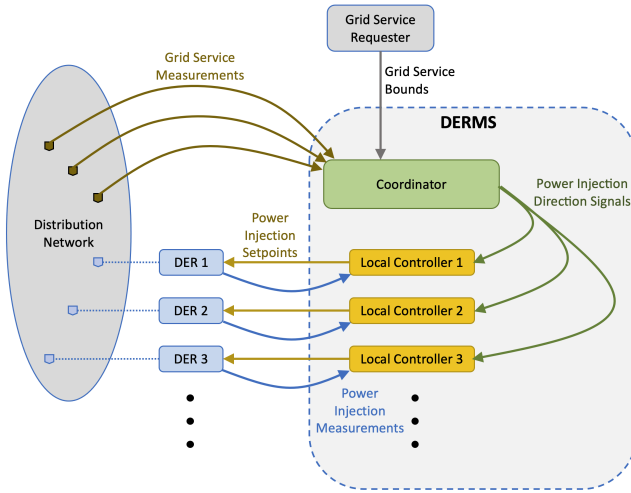 Grid Service
Requester
Grid Service
Measurements
Grid Service
Bounds
DERMS
Coordinator
Power Injection
Direction Signals
Distribution
Network
Power
Injection
Setpoints
DER 1
Local Controller 1
DER 2
Local Controller 2
DER 3
Local Controller 3
Power
Injection
Measurements